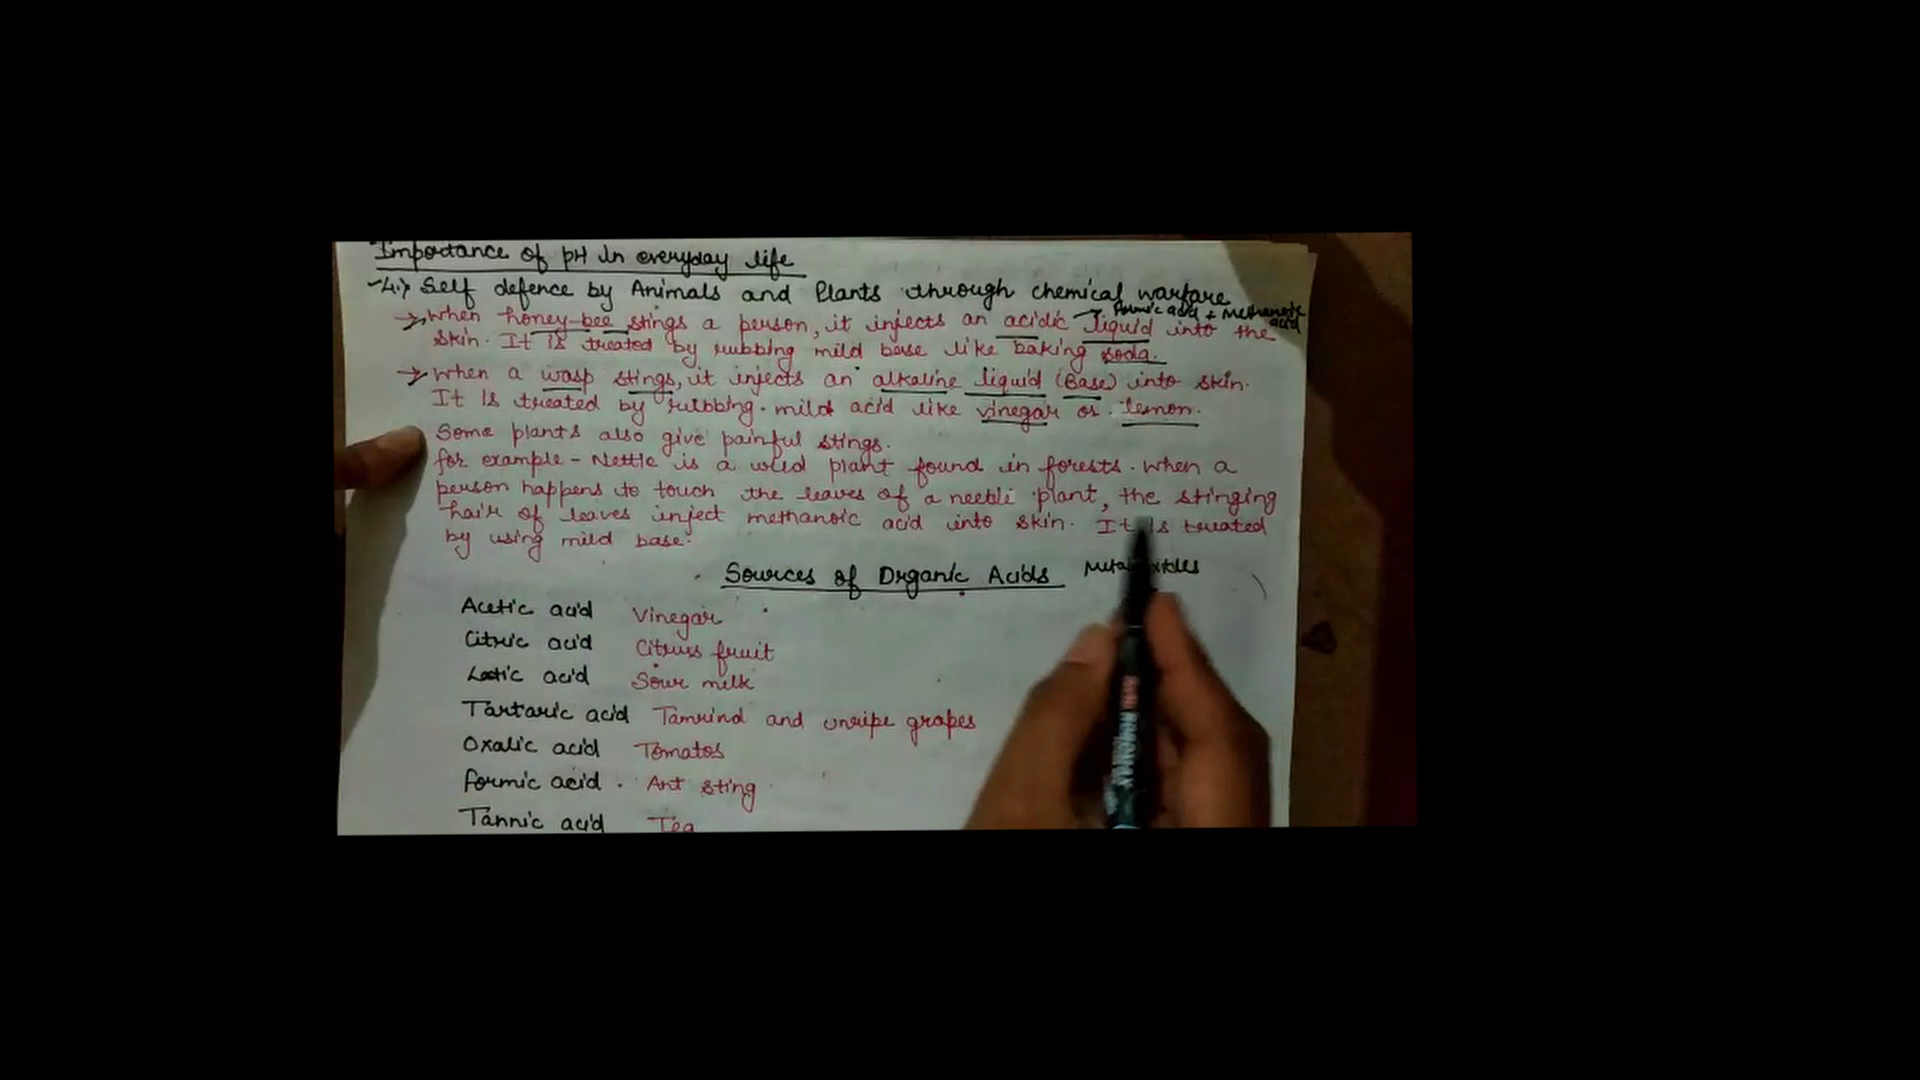 Importance of pH In everyday life
4.) Self defence by Animals and Plants through chemical warfare
formic acid + Methanoic acid
→ When honey-bee stings a person, it injects an acidic liquid into the
skin. It is treated by rubbing mild base like baking soda.
→ When a wasp stings, it injects an alkaline liquid (Base) into skin.
It is treated by rubbing. mild acid like vinegar or lemon.
Some plants also give painful stings.
for example - Nettle is a wild plant found in forests. when a
person happens to touch the leaves of a neetle plant, the stinging
hair of leaves inject methanoic acid into skin. It is treated
by using mild base.
Sources of Organic Acids
Acetic acid Vinegar
Citric acid Citrus fruit
Lactic acid Sour milk
Tartaric acid Tamrind and unripe grapes
Oxalic acid Tomatos
formic acid. Ant sting
Tannic acid Tea